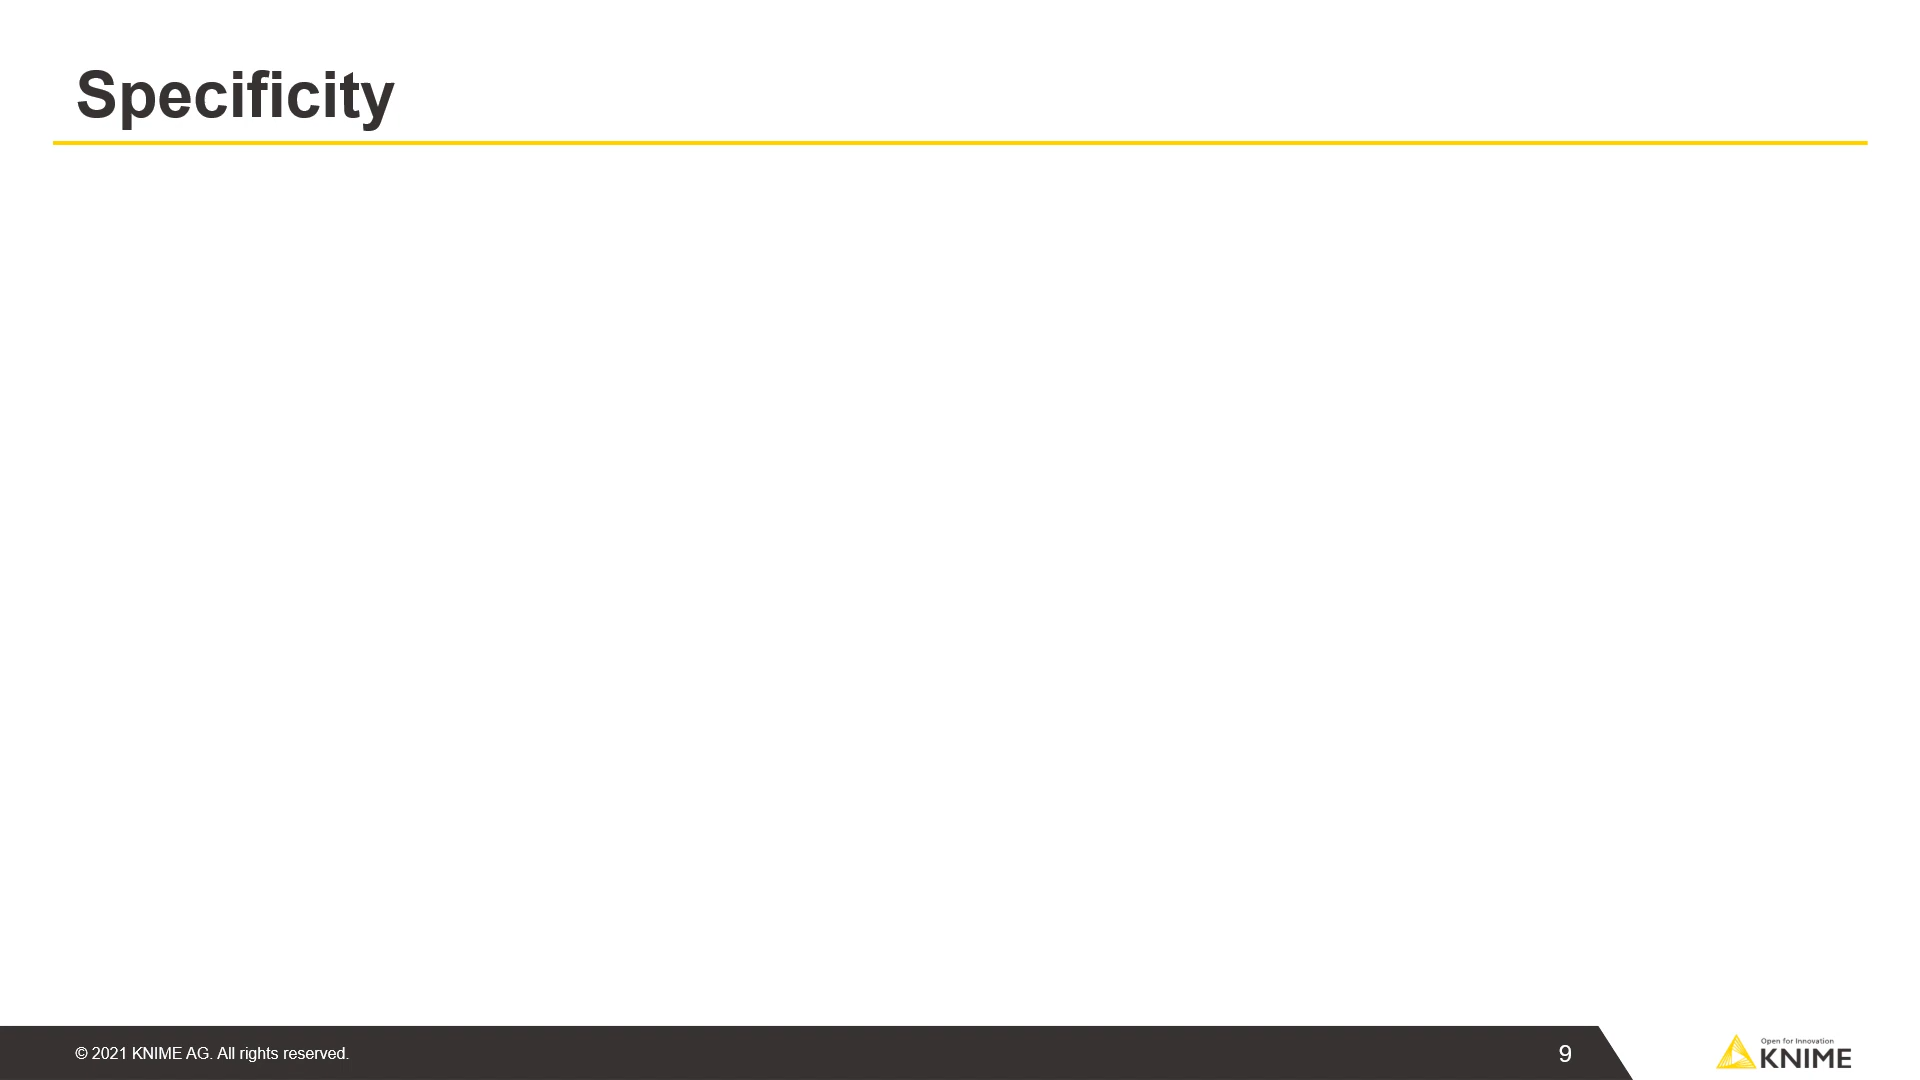 Specificity
© 2021 KNIME AG. All rights reserved.
9
Open for Innovation
KNIME